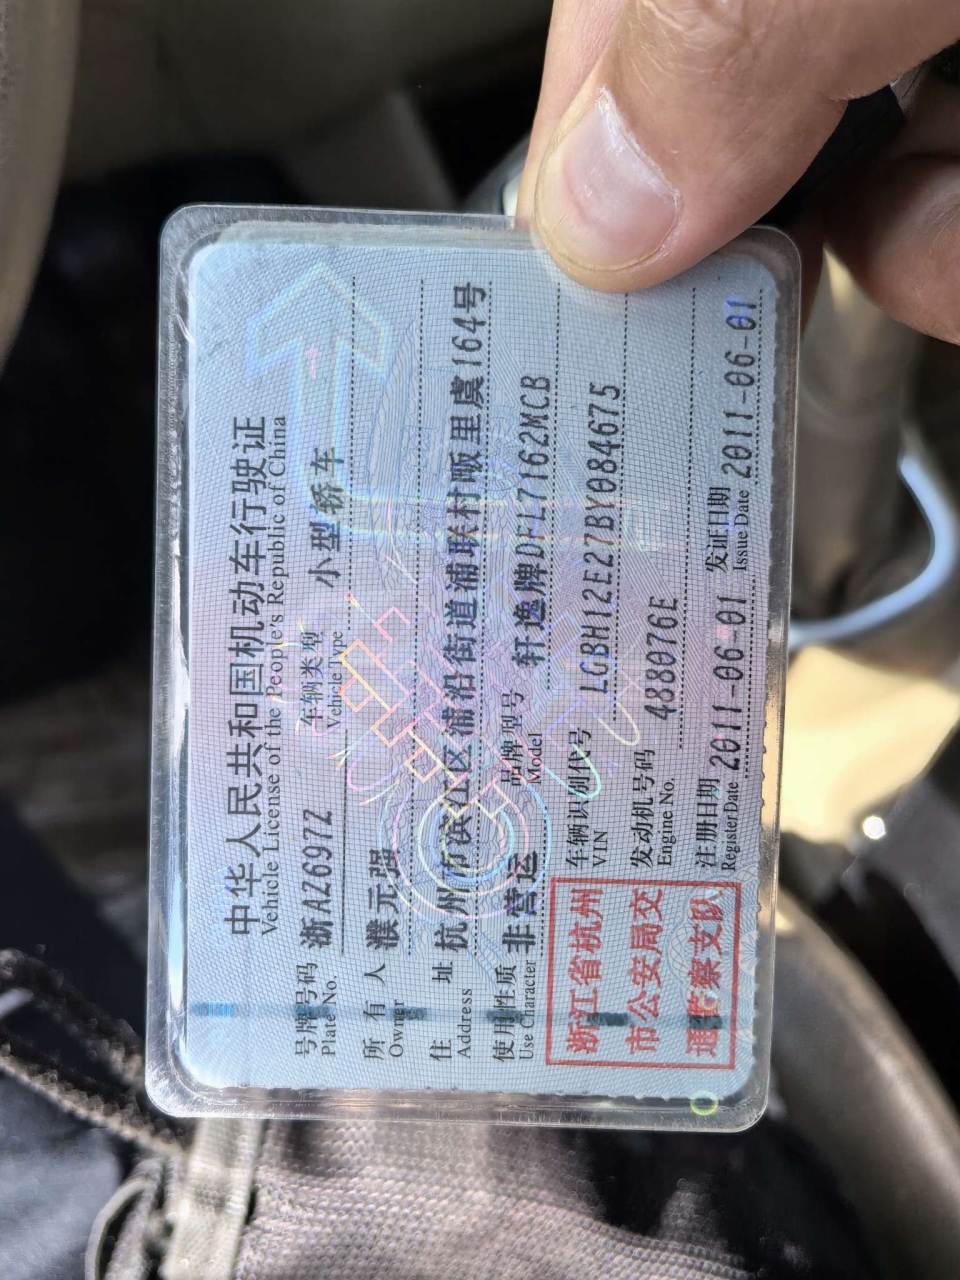 中华人民共和国机动车行驶证
Vehicle License of the People's Republic of China
号牌号码 浙AZ697Z 车辆类型 小型轿车
Plate No. Vehicle Type
所有人 濮元强
Owner
住址 杭州市滨江区浦沿街道浦联村畈里虞164号
Address
使用性质 非营运 品牌型号 轩逸牌DFL7162MCB
Use Character Model
浙江省杭州
市公安局交
通警察支队
车辆识别代号 LGBH12E27BY084675
VIN
发动机号码 488076E
Engine No.
注册日期 2011-06-01 发证日期 2011-06-01
Register Date Issue Date